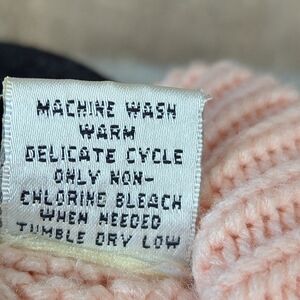 MACHINE WASH
WARM
DELICATE CYCLE
ONLY NON-
CHLORINE BLEACH
WHEN NEEDED
TUMBLE DRY LOW